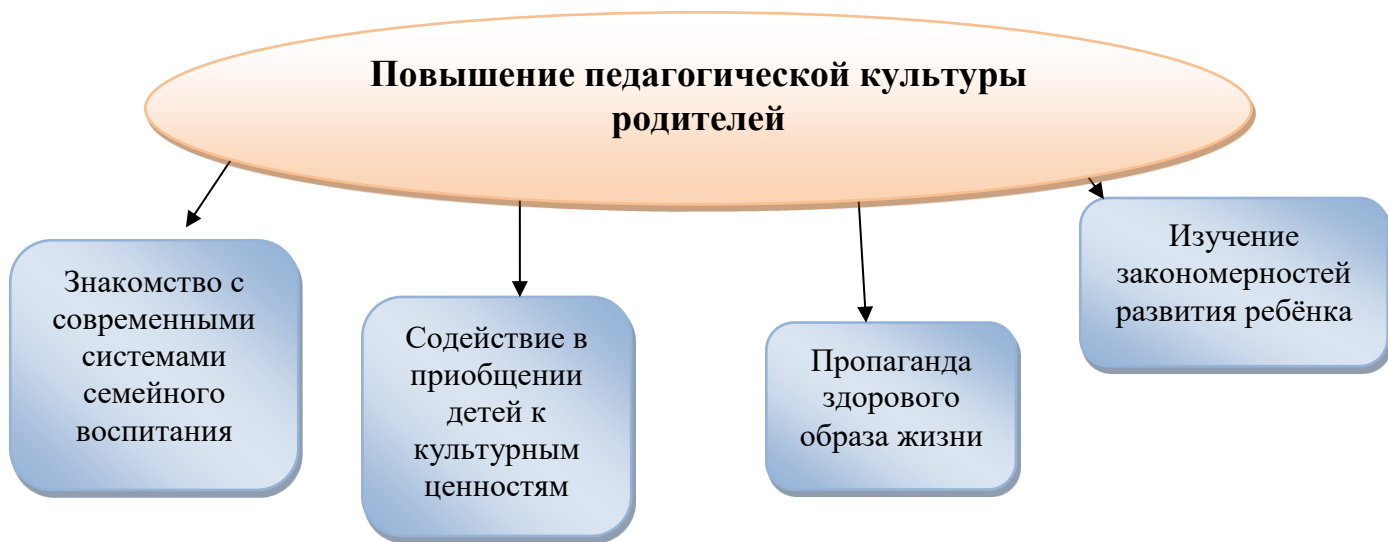 Повышение педагогической культуры
родителей
Знакомство с
современными
системами
семейного
воспитания
Содействие в
приобщении
детей к
культурным
ценностям
Пропаганда
здорового
образа жизни
Изучение
закономерностей
развития ребёнка